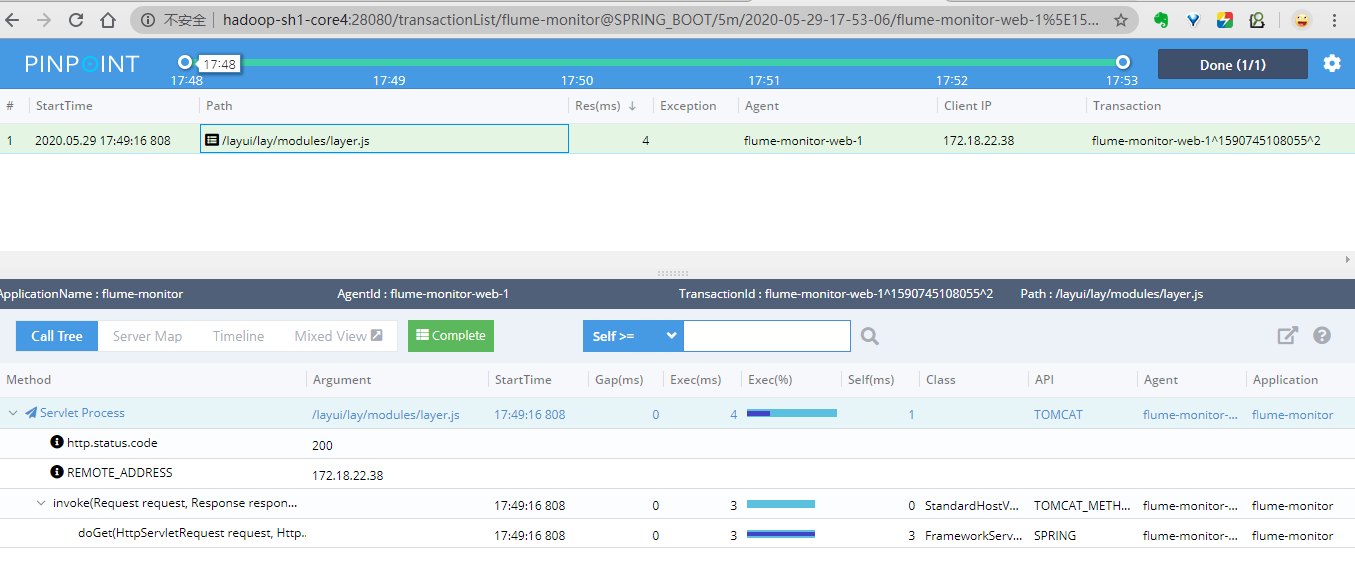 不安全 hadoop-sh1-core4:28080/transactionList/flume-monitor@SPRING_BOOT/5m/2020-05-29-17-53-06/flume-monitor-web-1%5E15...
PINPOINT 17:48 Done (1/1)
17:48 17:49 17:50 17:51 17:52 17:53
# StartTime Path Res(ms) Exception Agent Client IP Transaction
1 2020.05.29 17:49:16 808 /layui/lay/modules/layer.js 4 flume-monitor-web-1 172.18.22.38 flume-monitor-web-1^1590745108055^2
ApplicationName : flume-monitor AgentId : flume-monitor-web-1 TransactionId : flume-monitor-web-1^1590745108055^2 Path : /layui/lay/modules/layer.js
Call Tree Server Map Timeline Mixed View Complete Self >=
Method Argument StartTime Gap(ms) Exec(ms) Exec(%) Self(ms) Class API Agent Application
Servlet Process /layui/lay/modules/layer.js 17:49:16 808 0 4 1 TOMCAT flume-monitor-... flume-monitor
http.status.code 200
REMOTE_ADDRESS 172.18.22.38
invoke(Request request, Response respon... 17:49:16 808 0 3 0 StandardHostV... TOMCAT_METH... flume-monitor-... flume-monitor
doGet(HttpServletRequest request, Http... 17:49:16 808 0 3 3 FrameworkServ... SPRING flume-monitor-... flume-monitor